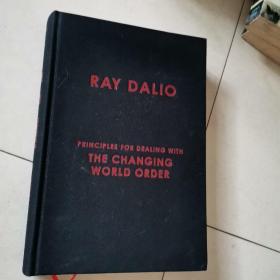 RAY DALIO
PRINCIPLES FOR DEALING WITH
THE CHANGING
WORLD ORDER